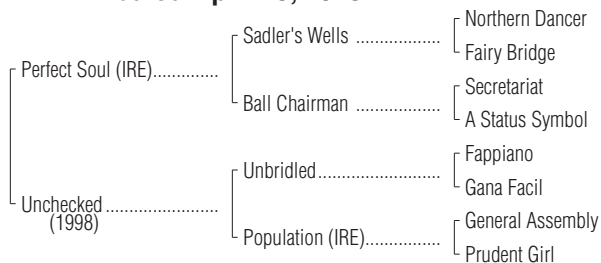 Northern Dancer
Sadler's Wells ..................
Fairy Bridge
Perfect Soul (IRE)..............
Secretariat
Ball Chairman ..................
A Status Symbol
Fappiano
Unbridled..........................
Gana Facil
Unchecked ........................
(1998)
General Assembly
Population (IRE).................
Prudent Girl